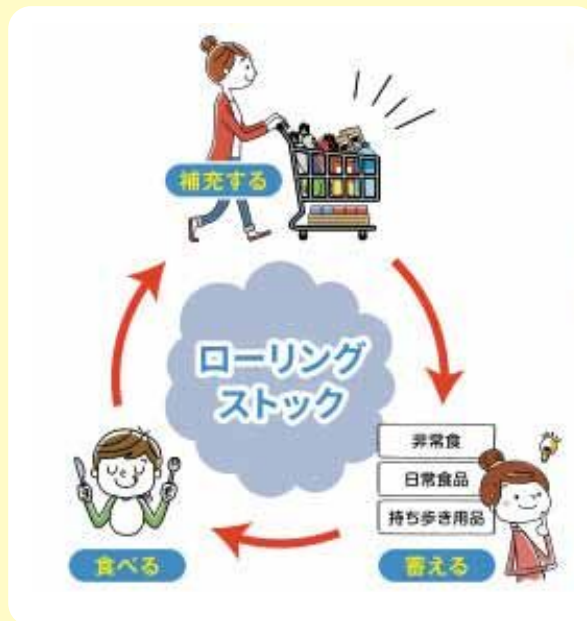 補充する
ローリング
ストック
非常食
日常食品
持ち歩き用品
食べる
蓄える